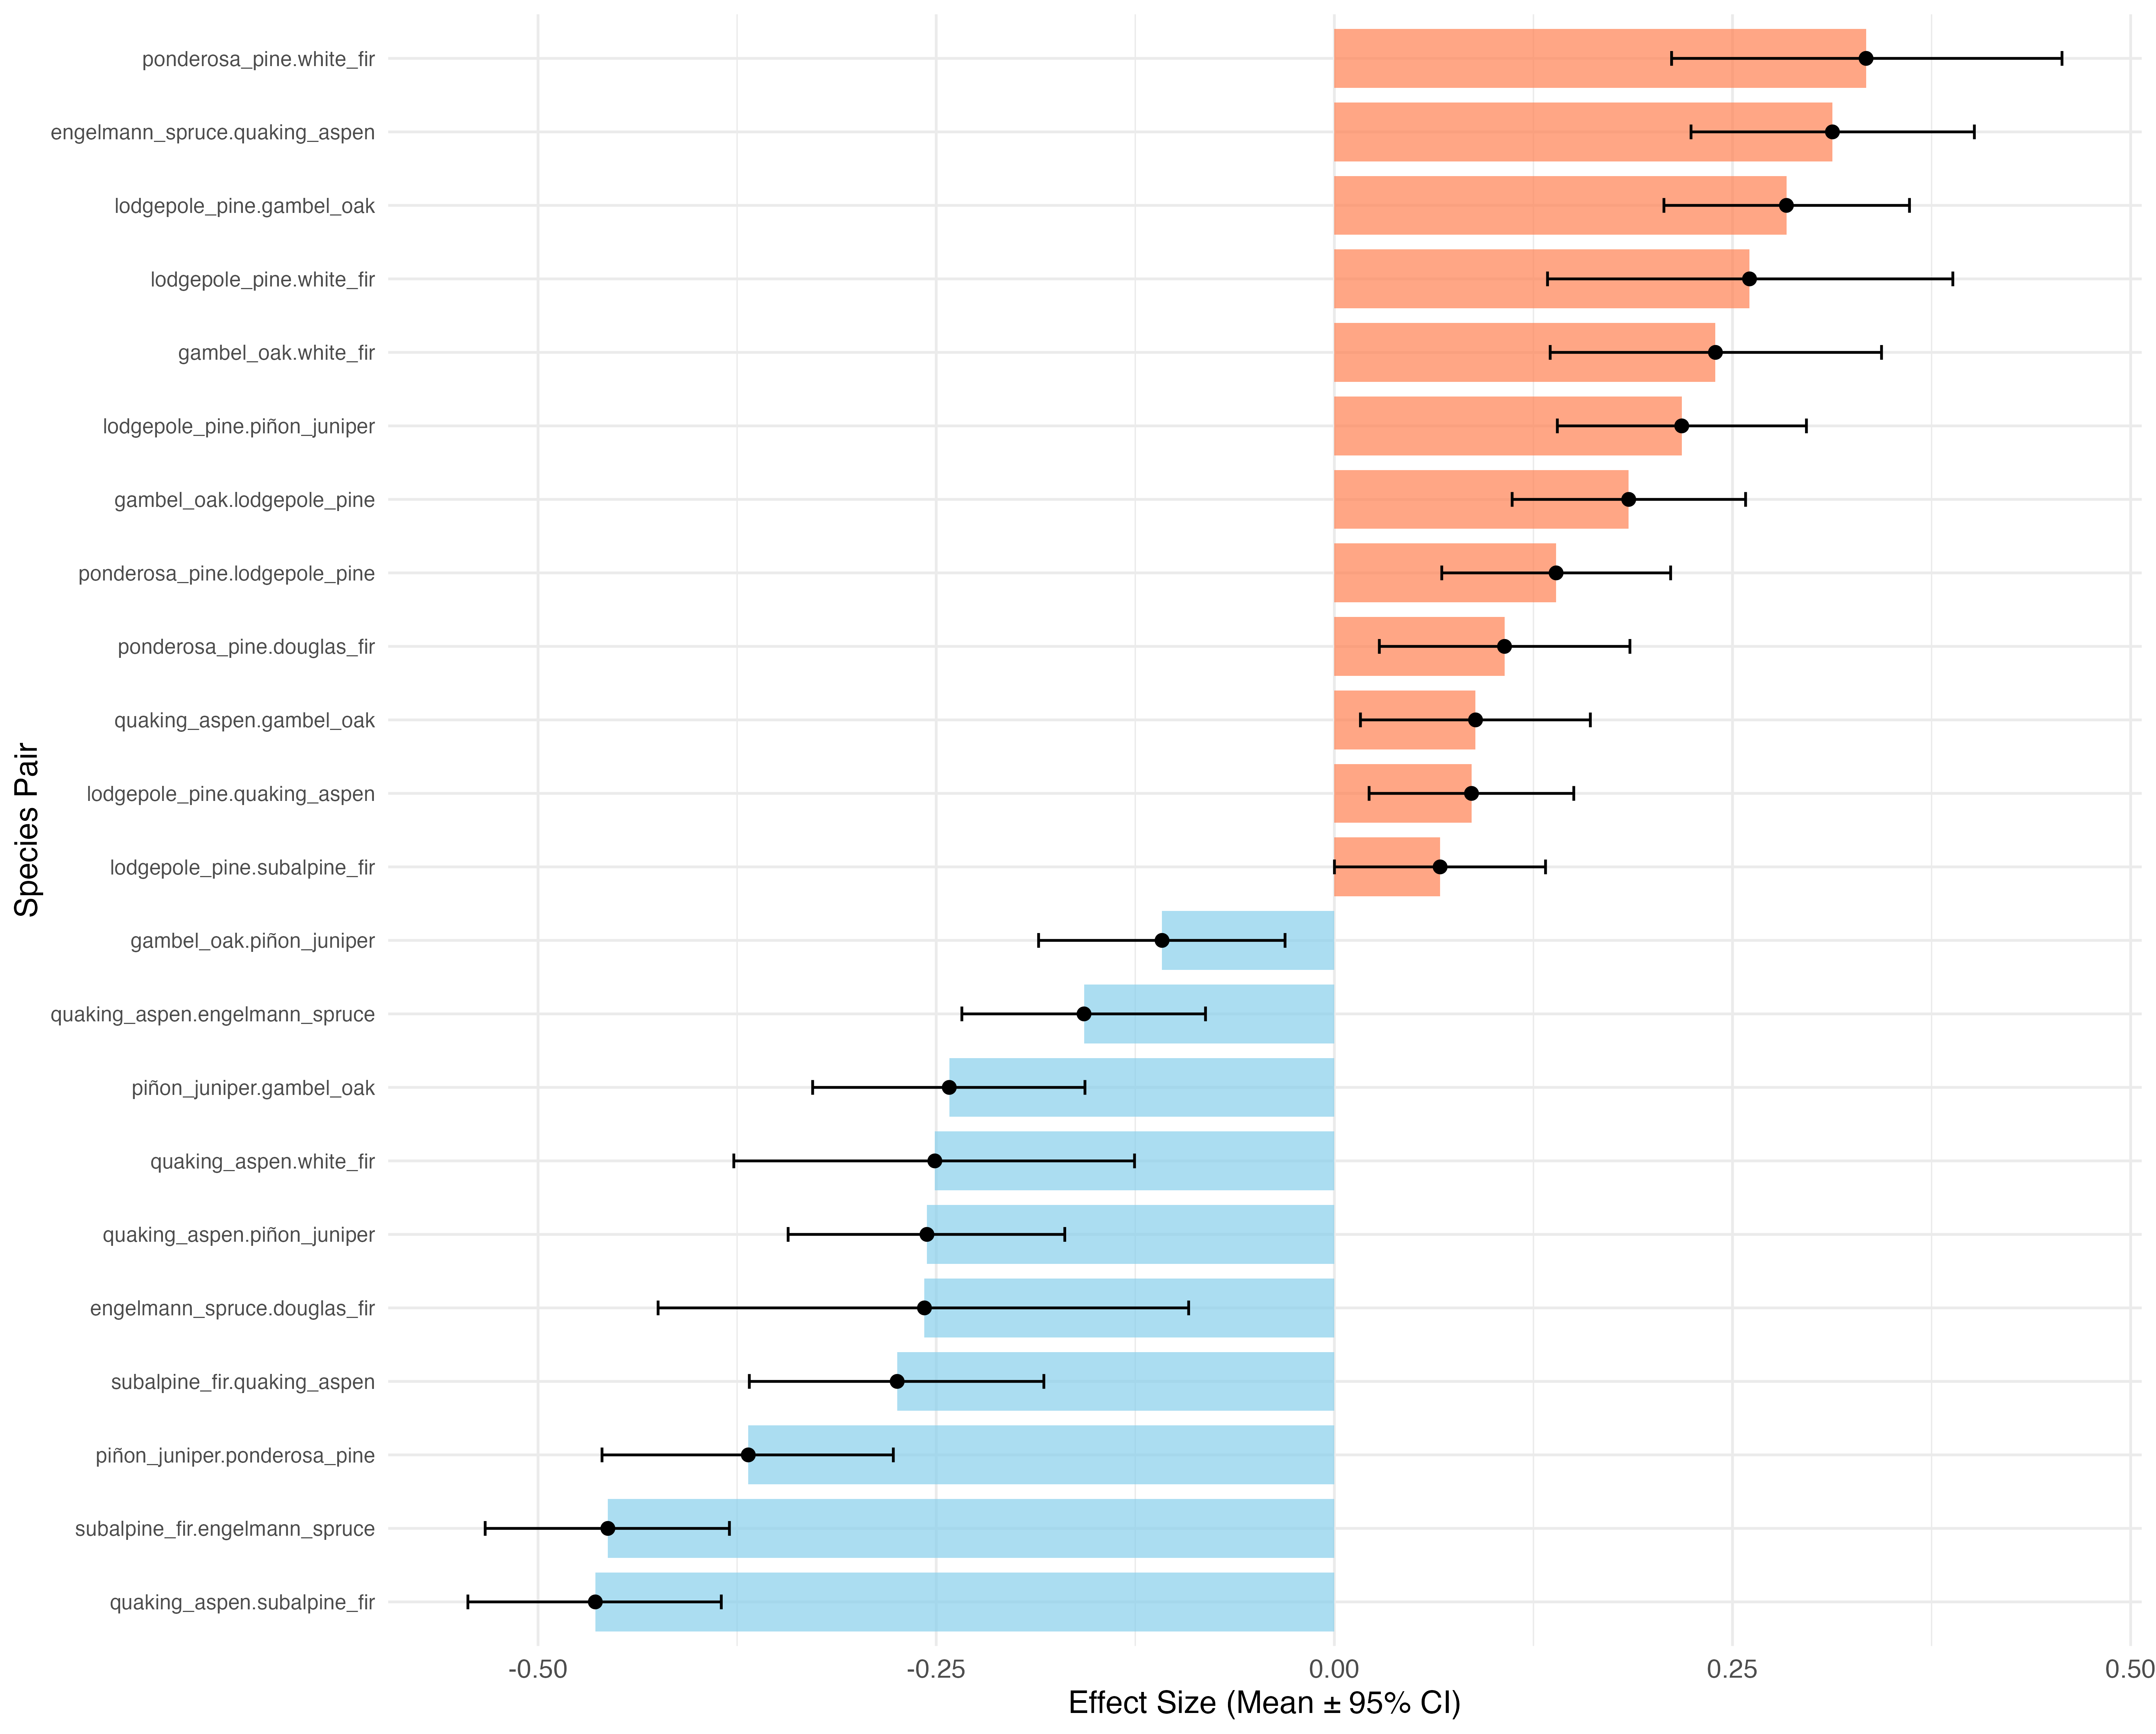 ponderosa_pine.white_fir
engelmann_spruce.quaking_aspen
lodgepole_pine.gambel_oak
lodgepole_pine.white_fir
gambel_oak.white_fir
lodgepole_pine.piñon_juniper
gambel_oak.lodgepole_pine
ponderosa_pine.lodgepole_pine
ponderosa_pine.douglas_fir
quaking_aspen.gambel_oak
lodgepole_pine.quaking_aspen
lodgepole_pine.subalpine_fir
gambel_oak.piñon_juniper
quaking_aspen.engelmann_spruce
piñon_juniper.gambel_oak
quaking_aspen.white_fir
quaking_aspen.piñon_juniper
engelmann_spruce.douglas_fir
subalpine_fir.quaking_aspen
piñon_juniper.ponderosa_pine
subalpine_fir.engelmann_spruce
quaking_aspen.subalpine_fir
Species Pair
-0.50 -0.25 0.00 0.25 0.50
Effect Size (Mean ± 95% CI)